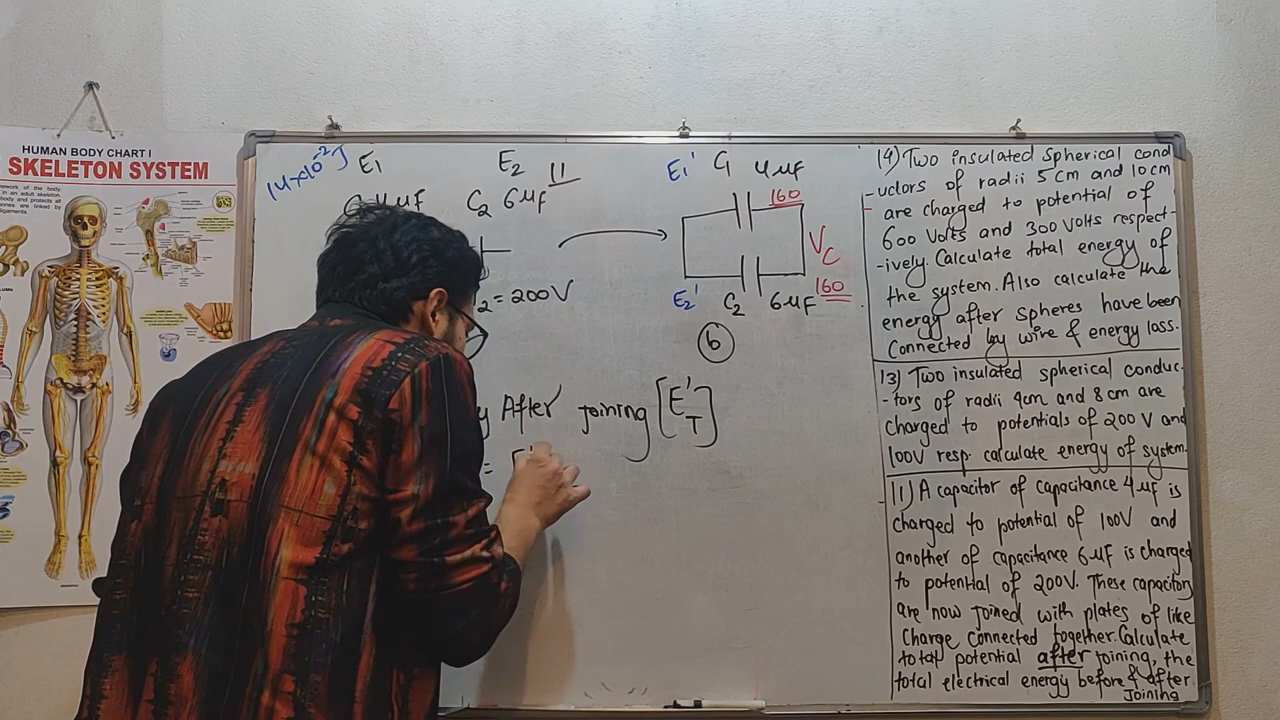 HUMAN BODY CHART I
SKELETON SYSTEM
14×10⁻² J
E₁
E₂
11
C₂ 6μF
₂ = 200V
E₁' C₁ 4μF
160
V꜀
160
E₂' C₂ 6μF
6
y After joining [E'T]
=
14) Two insulated spherical cond
-uctors of radii 5 cm and 10cm
are charged to potential of
600 Volts and 300 Volts respect-
-ively. Calculate total energy of
the system. Also calculate the
energy after spheres have been
Connected by wire & energy loss.
13) Two insulated spherical conduc-
-tors of radii 4cm and 8cm are
charged to potentials of 200 V and
100V resp. calculate energy of system.
11) A capacitor of capacitance 4μF is
charged to potential of 100V and
another of capacitance 6μF is charged
to potential of 200V. These capacitors
are now joined with plates of like
Charge connected together. Calculate
total potential after joining, the
total electrical energy before & after
Joining